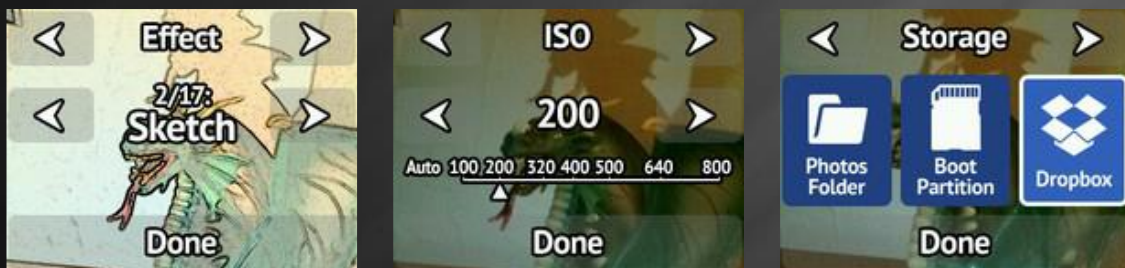 Effect
2/17:
Sketch
Done
ISO
200
Auto 100 200 320 400 500 640 800
Done
Storage
Photos
Folder
Boot
Partition
Dropbox
Done